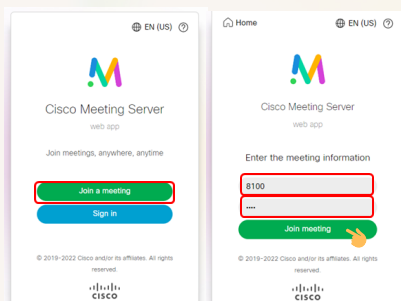 EN (US) ?
Cisco Meeting Server
web app
Join meetings, anywhere, anytime
Join a meeting
Sign in
© 2019-2022 Cisco and/or its affiliates. All rights
reserved.
CISCO
Home EN (US) ?
Cisco Meeting Server
web app
Enter the meeting information
8100
····
Join meeting
© 2019-2022 Cisco and/or its affiliates. All rights
reserved.
CISCO